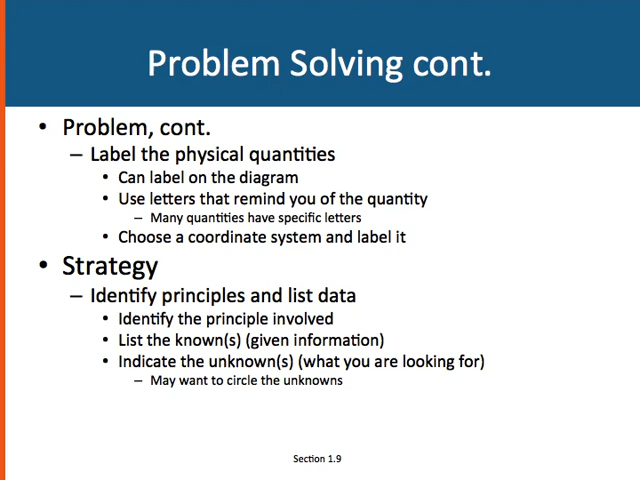 Problem Solving cont.
• Problem, cont.
– Label the physical quantities
• Can label on the diagram
• Use letters that remind you of the quantity
– Many quantities have specific letters
• Choose a coordinate system and label it
• Strategy
– Identify principles and list data
• Identify the principle involved
• List the known(s) (given information)
• Indicate the unknown(s) (what you are looking for)
– May want to circle the unknowns
Section 1.9